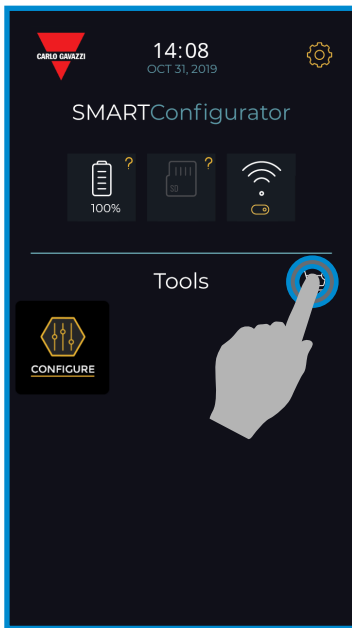 CARLO GAVAZZI
14:08
OCT 31, 2019
SMARTConfigurator
? ?
SD
100%
Tools
CONFIGURE